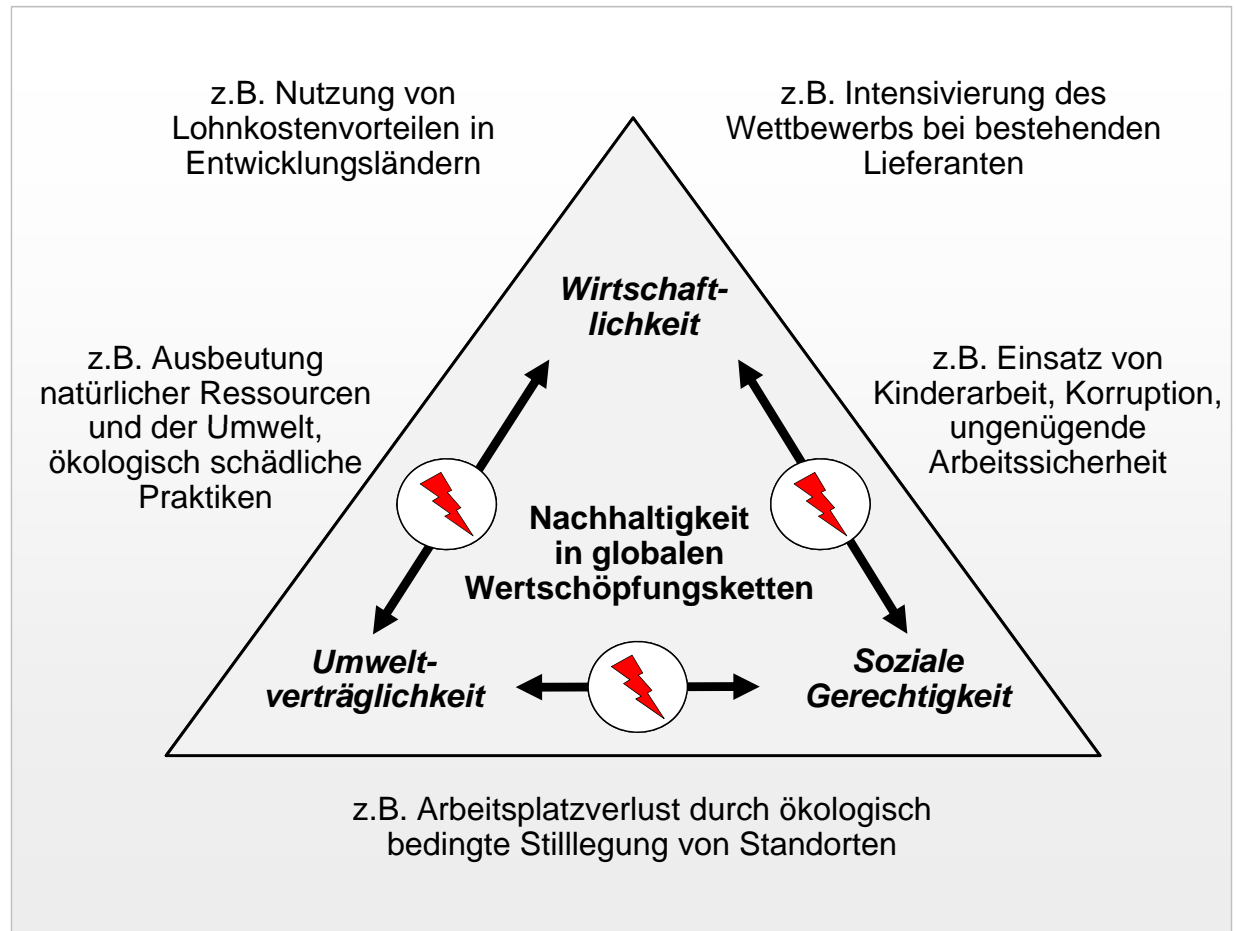 z.B. Nutzung von
Lohnkostenvorteilen in
Entwicklungsländern
z.B. Intensivierung des
Wettbewerbs bei bestehenden
Lieferanten
Wirtschaft-
lichkeit
z.B. Ausbeutung
natürlicher Ressourcen
und der Umwelt,
ökologisch schädliche
Praktiken
z.B. Einsatz von
Kinderarbeit, Korruption,
ungenügende
Arbeitssicherheit
Nachhaltigkeit
in globalen
Wertschöpfungsketten
Umwelt-
verträglichkeit
Soziale
Gerechtigkeit
z.B. Arbeitsplatzverlust durch ökologisch
bedingte Stilllegung von Standorten